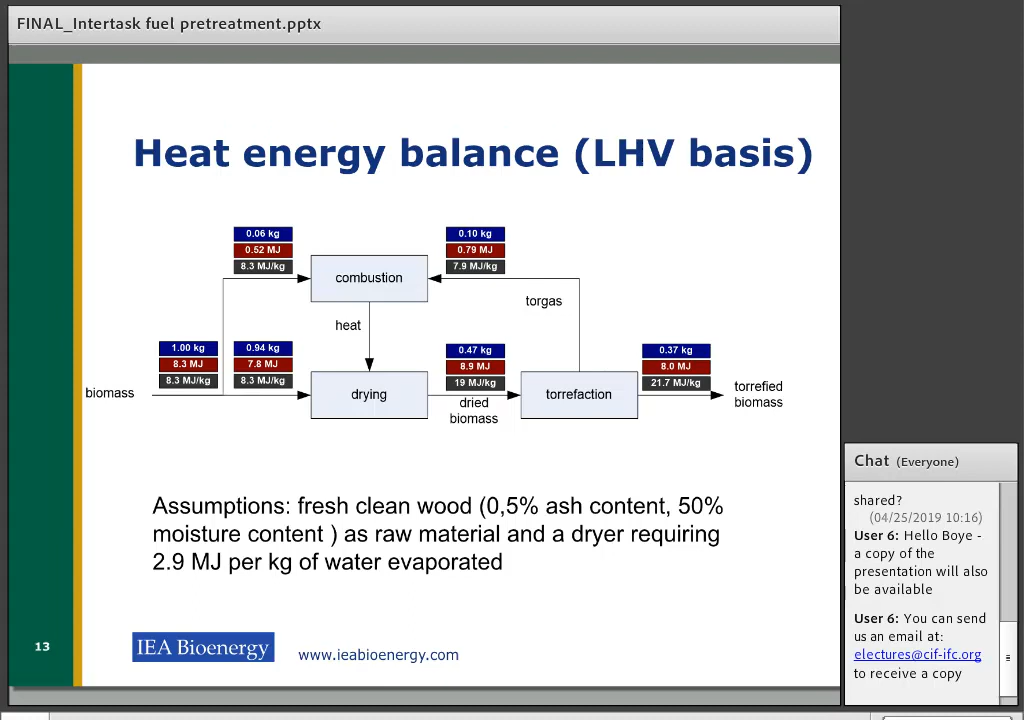 FINAL_Intertask fuel pretreatment.pptx
Heat energy balance (LHV basis)
0.06 kg
0.52 MJ
8.3 MJ/kg
0.10 kg
0.79 MJ
7.9 MJ/kg
combustion
torgas
heat
1.00 kg
8.3 MJ
8.3 MJ/kg
0.94 kg
7.8 MJ
8.3 MJ/kg
0.47 kg
8.9 MJ
19 MJ/kg
0.37 kg
8.0 MJ
21.7 MJ/kg
biomass
drying
dried
biomass
torrefaction
torrefied
biomass
Assumptions: fresh clean wood (0,5% ash content, 50%
moisture content ) as raw material and a dryer requiring
2.9 MJ per kg of water evaporated
13
IEA Bioenergy
www.ieabioenergy.com
Chat (Everyone)
shared?
(04/25/2019 10:16)
User 6: Hello Boye -
a copy of the
presentation will also
be available
User 6: You can send
us an email at:
electures@cif-ifc.org
to receive a copy